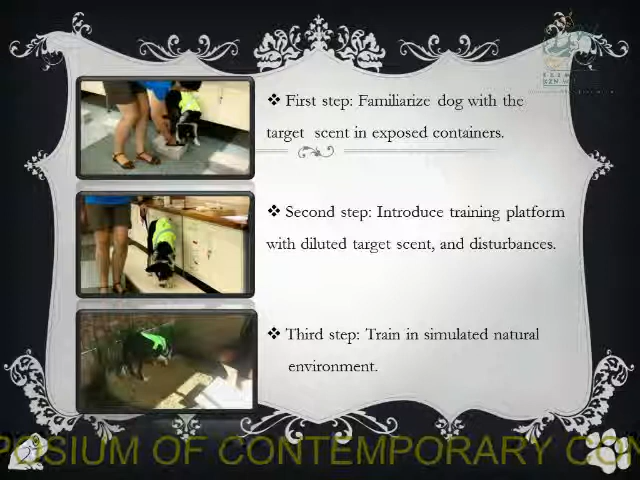 ❖ First step: Familiarize dog with the
target scent in exposed containers.
❖ Second step: Introduce training platform
with diluted target scent, and disturbances.
❖ Third step: Train in simulated natural
environment.
POSIUM OF CONTEMPORARY CON